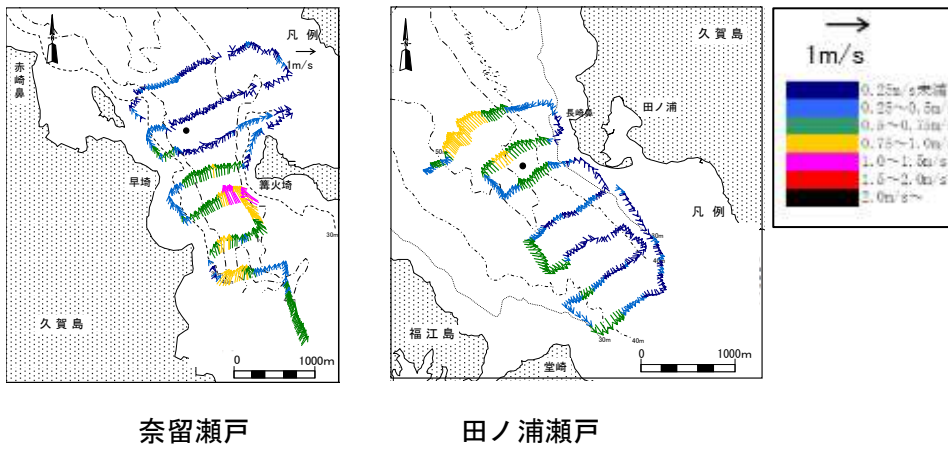 凡例
1m/s
赤崎鼻
早埼
篝火埼
30m
久賀島
0 1000m
久賀島
田ノ浦
長崎鼻
50m
凡例
福江島
堂崎
30m 40m
0 1000m
1m/s
0.25m/s未満
0.25~0.5m/
0.5~0.75m/
0.75~1.0m/
1.0~1.5m/s
1.5~2.0m/s
2.0m/s~
奈留瀬戸
田ノ浦瀬戸